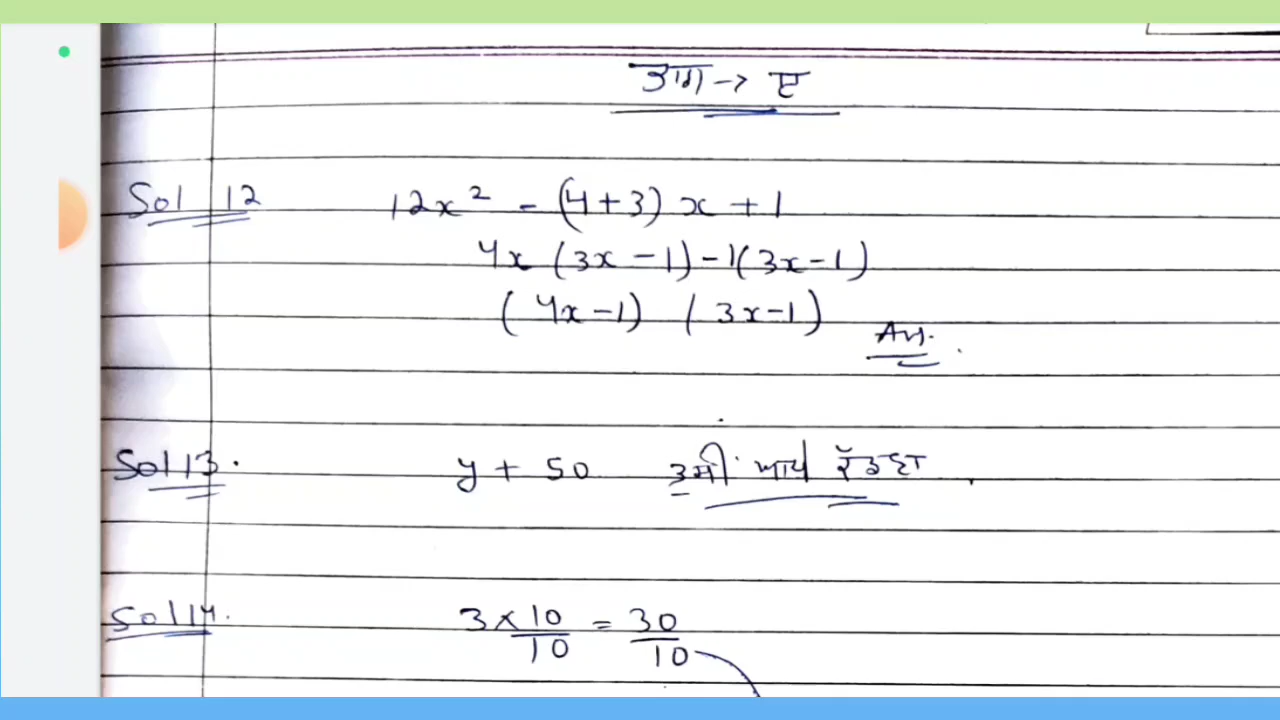 Sol 12 12x² - (4+3) x + 1
4x (3x - 1) - 1(3x - 1)
(4x - 1) (3x - 1)
Ans.
Sol 13. y + 50
Sol 14. 3 × 10/10 = 30/10